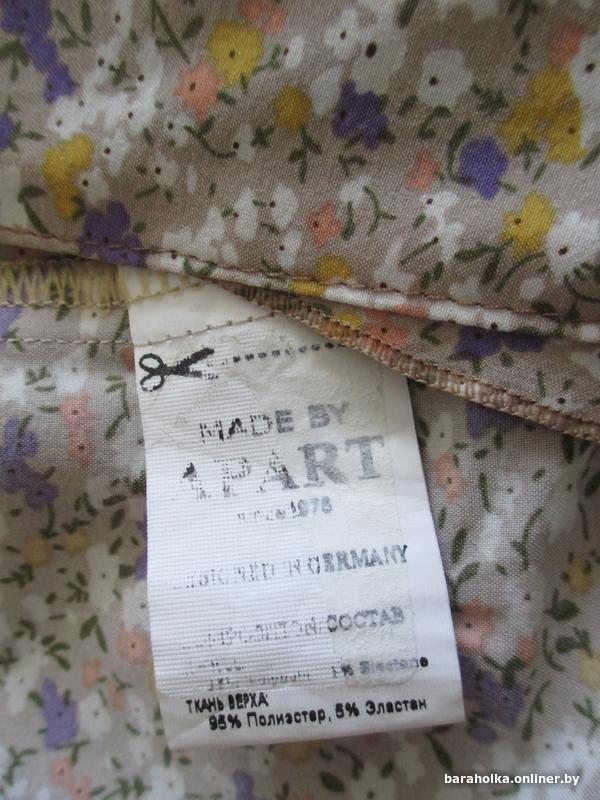 MADE BY
APART
since 1976
DESIGNED IN GERMANY
СОСТАВ
Elastane
ТКАНЬ ВЕРХА:
95% Полиэстер, 5% Эластан
baraholka.onliner.by